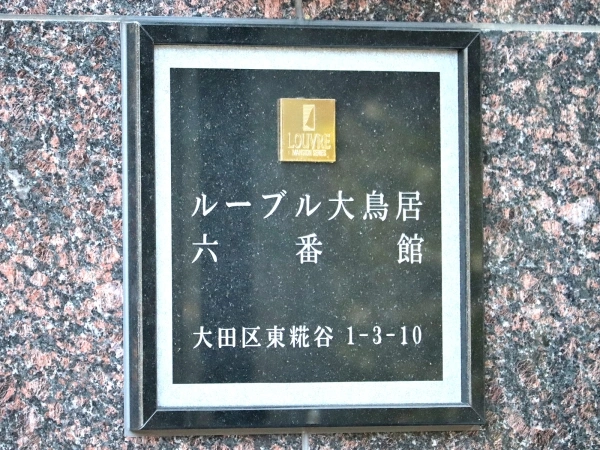 LOUVRE
ルーブル大鳥居
六番館
大田区東糀谷 1-3-10